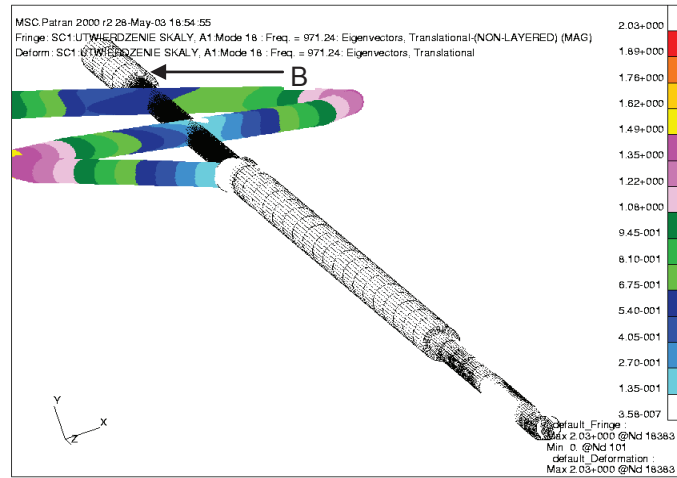 MSC.Patran 2000 r2 28-May-03 18:54:55
Fringe: SC1:UTWIERDZENIE SKALY, A1:Mode 18 : Freq. = 971.24: Eigenvectors, Translational-(NON-LAYERED) (MAG)
Deform: SC1:UTWIERDZENIE SKALY, A1:Mode 18 : Freq. = 971.24: Eigenvectors, Translational
B
2.03+000
1.89+000
1.76+000
1.62+000
1.49+000
1.35+000
1.22+000
1.08+000
9.45-001
8.10-001
6.75-001
5.40-001
4.05-001
2.70-001
1.35-001
3.58-007
Y
X
Z
default_Fringe :
Max 2.03+000 @Nd 18383
Min 0. @Nd 101
default_Deformation :
Max 2.03+000 @Nd 18383